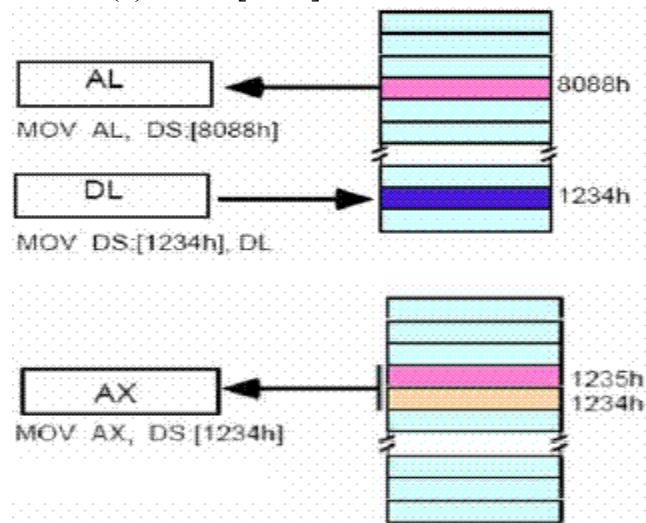 AL
8088h
MOV AL, DS:[8088h]
DL
1234h
MOV DS:[1234h], DL
1235h
AX
1234h
MOV AX, DS:[1234h]